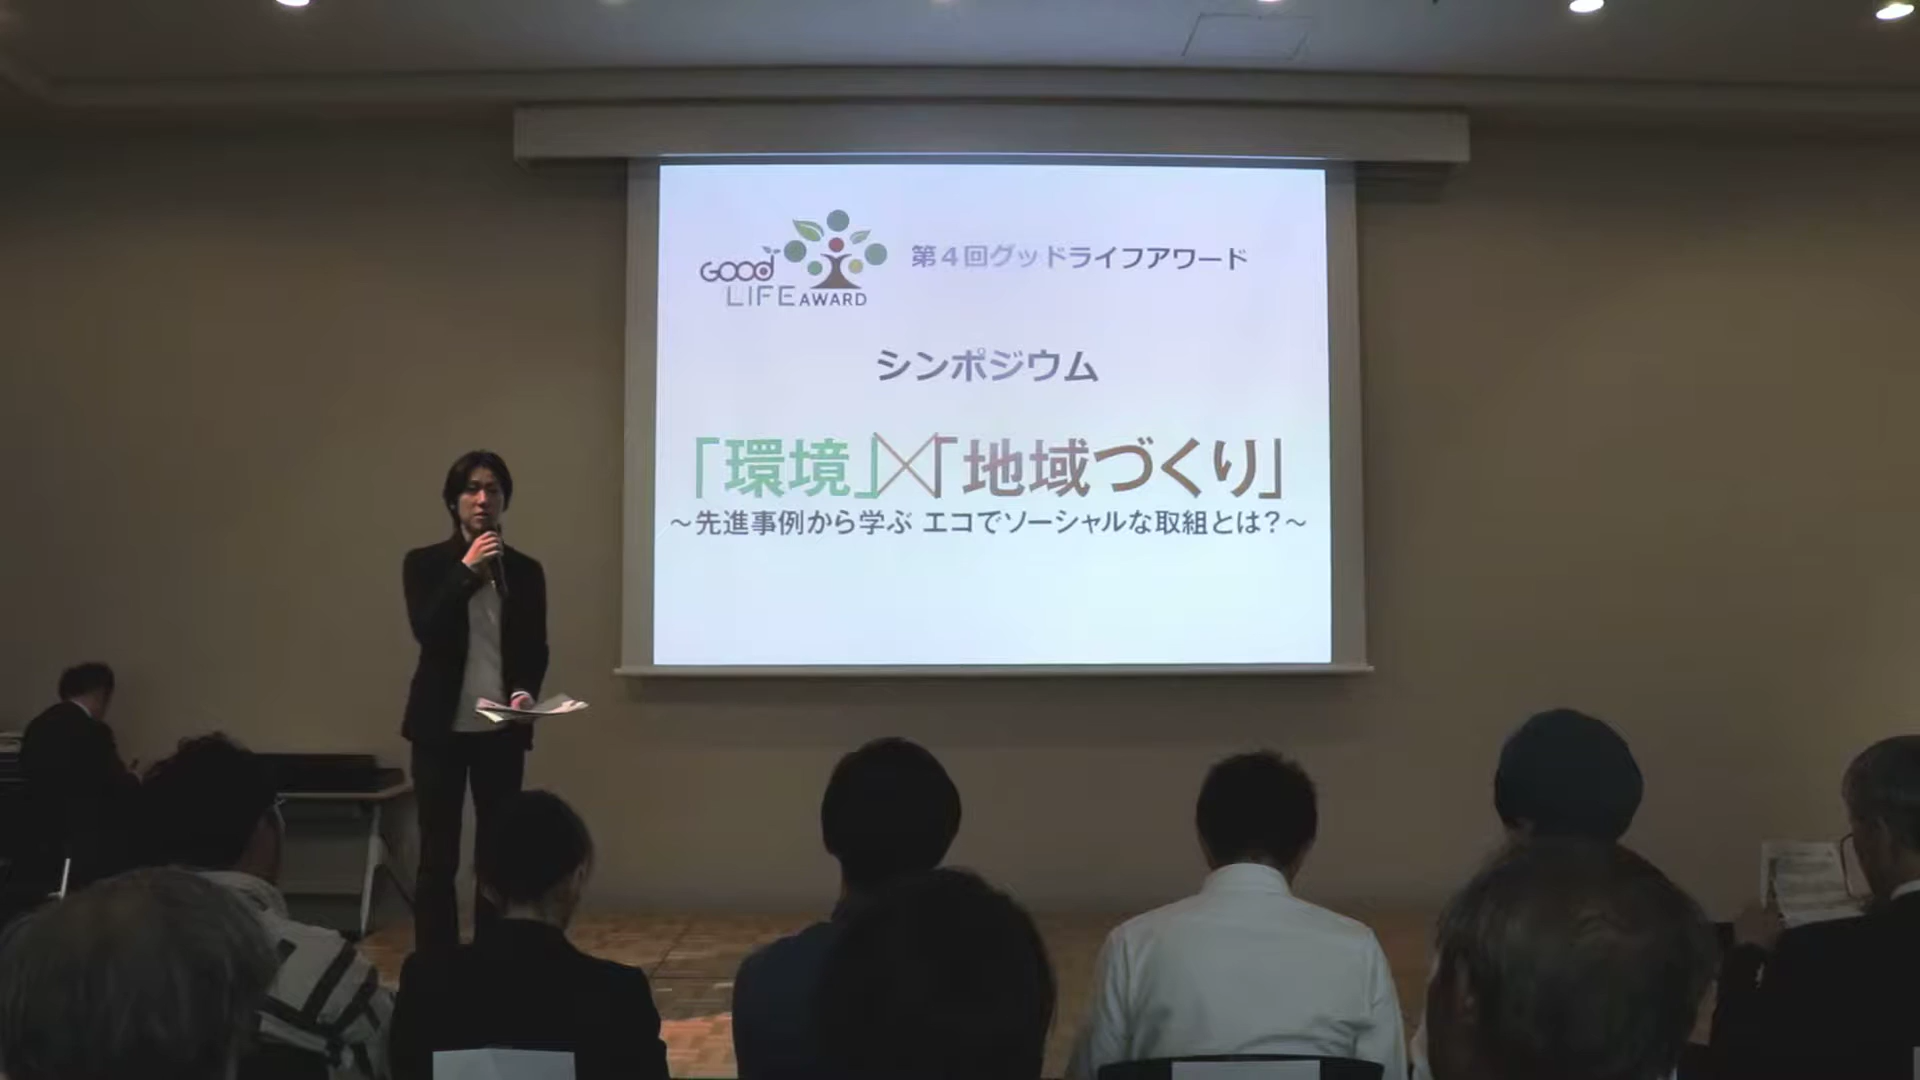 GOOD
LIFE AWARD
第4回グッドライフアワード
シンポジウム
「環境」×「地域づくり」
～先進事例から学ぶ エコでソーシャルな取組とは？～